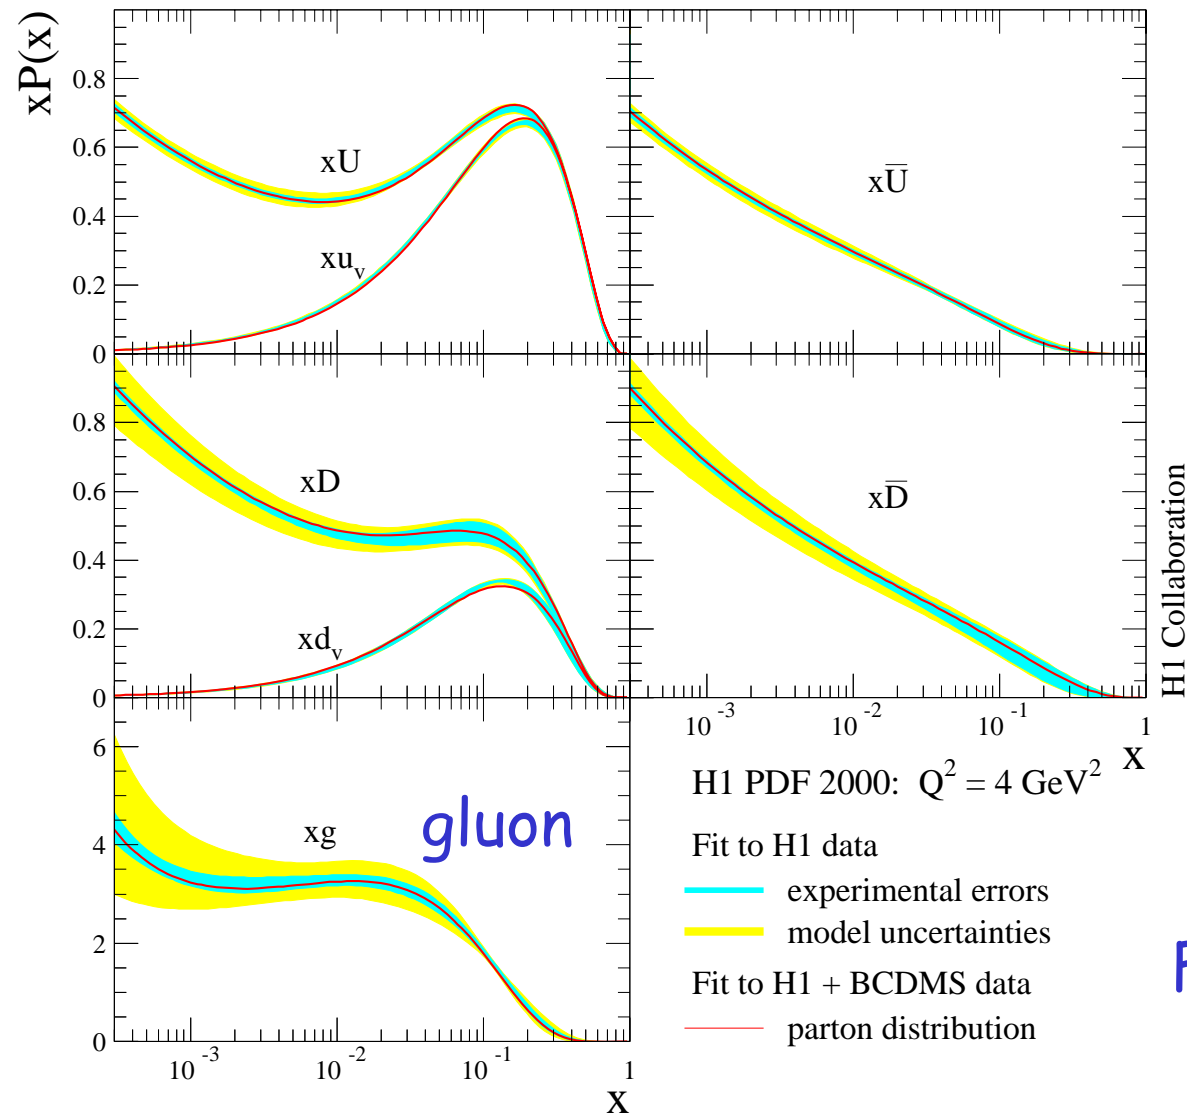 xP(x)
0.8
0.6
0.4
0.2
0
xU
xu_v
xU̅
0.8
0.6
0.4
0.2
0
xD
xd_v
xD̅
H1 Collaboration
10^-3
10^-2
10^-1
1
x
6
4
2
0
xg
gluon
10^-3
10^-2
10^-1
1
x
H1 PDF 2000: Q^2 = 4 GeV^2
Fit to H1 data
experimental errors
model uncertainties
Fit to H1 + BCDMS data
parton distribution